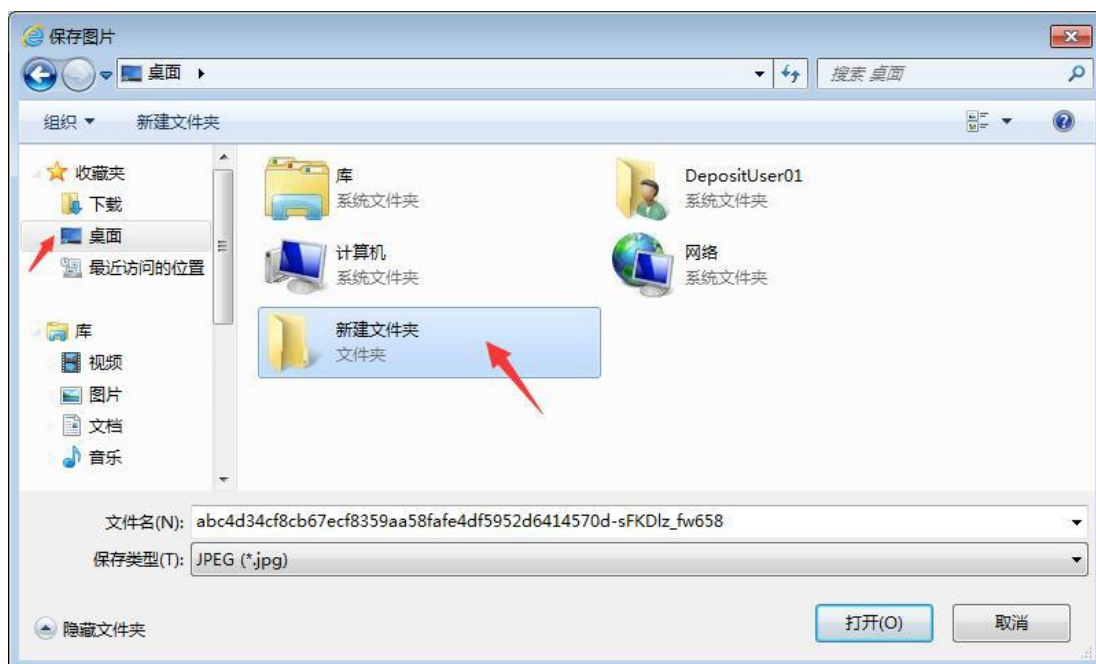 保存图片
桌面
搜索 桌面
组织
新建文件夹
收藏夹
下载
桌面
最近访问的位置
库
视频
图片
文档
音乐
库
系统文件夹
DepositUser01
系统文件夹
计算机
系统文件夹
网络
系统文件夹
新建文件夹
文件夹
文件名(N): abc4d34cf8cb67ecf8359aa58fafe4df5952d6414570d-sFKDlz_fw658
保存类型(T): JPEG (*.jpg)
隐藏文件夹
打开(O)
取消